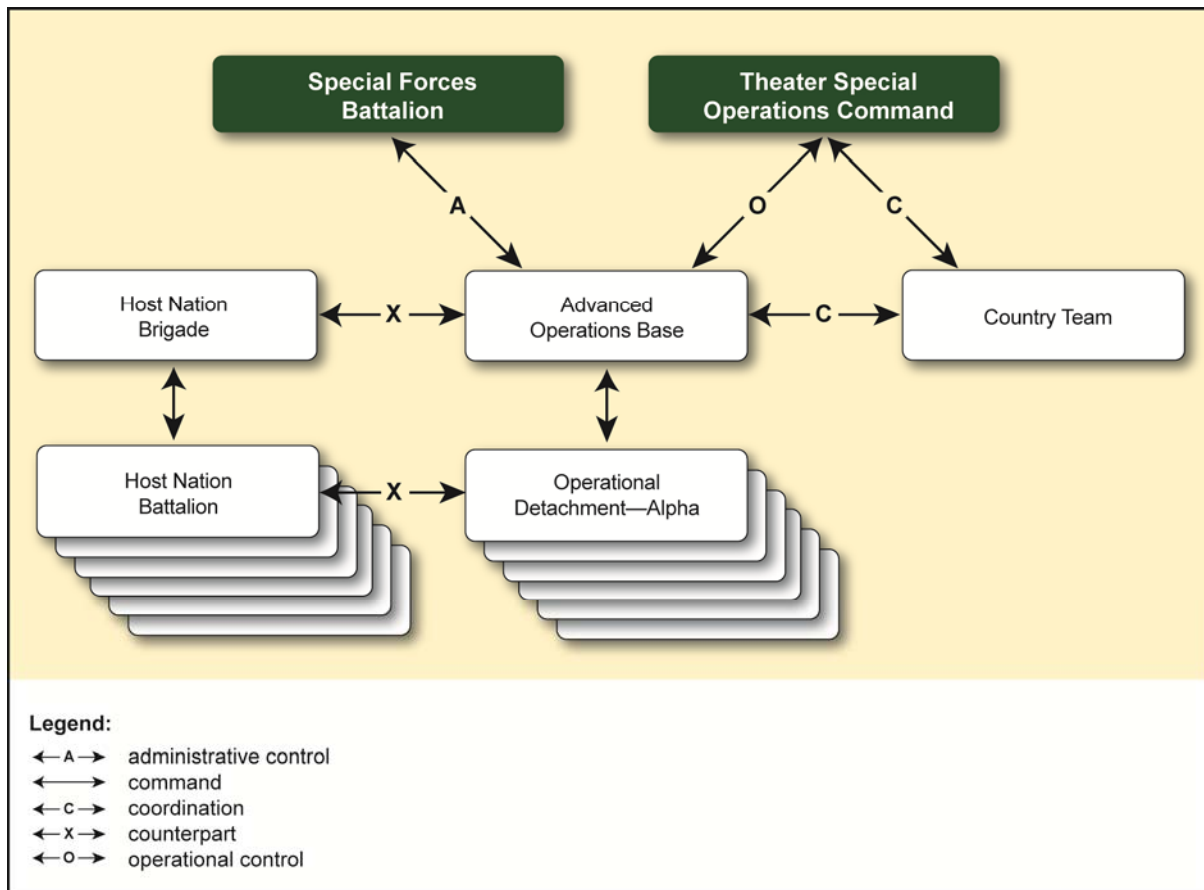 Special Forces
Battalion
Theater Special
Operations Command
A
O
C
Host Nation
Brigade
X
Advanced
Operations Base
C
Country Team
Host Nation
Battalion
X
Operational
Detachment—Alpha
Legend:
A administrative control
command
C coordination
X counterpart
O operational control